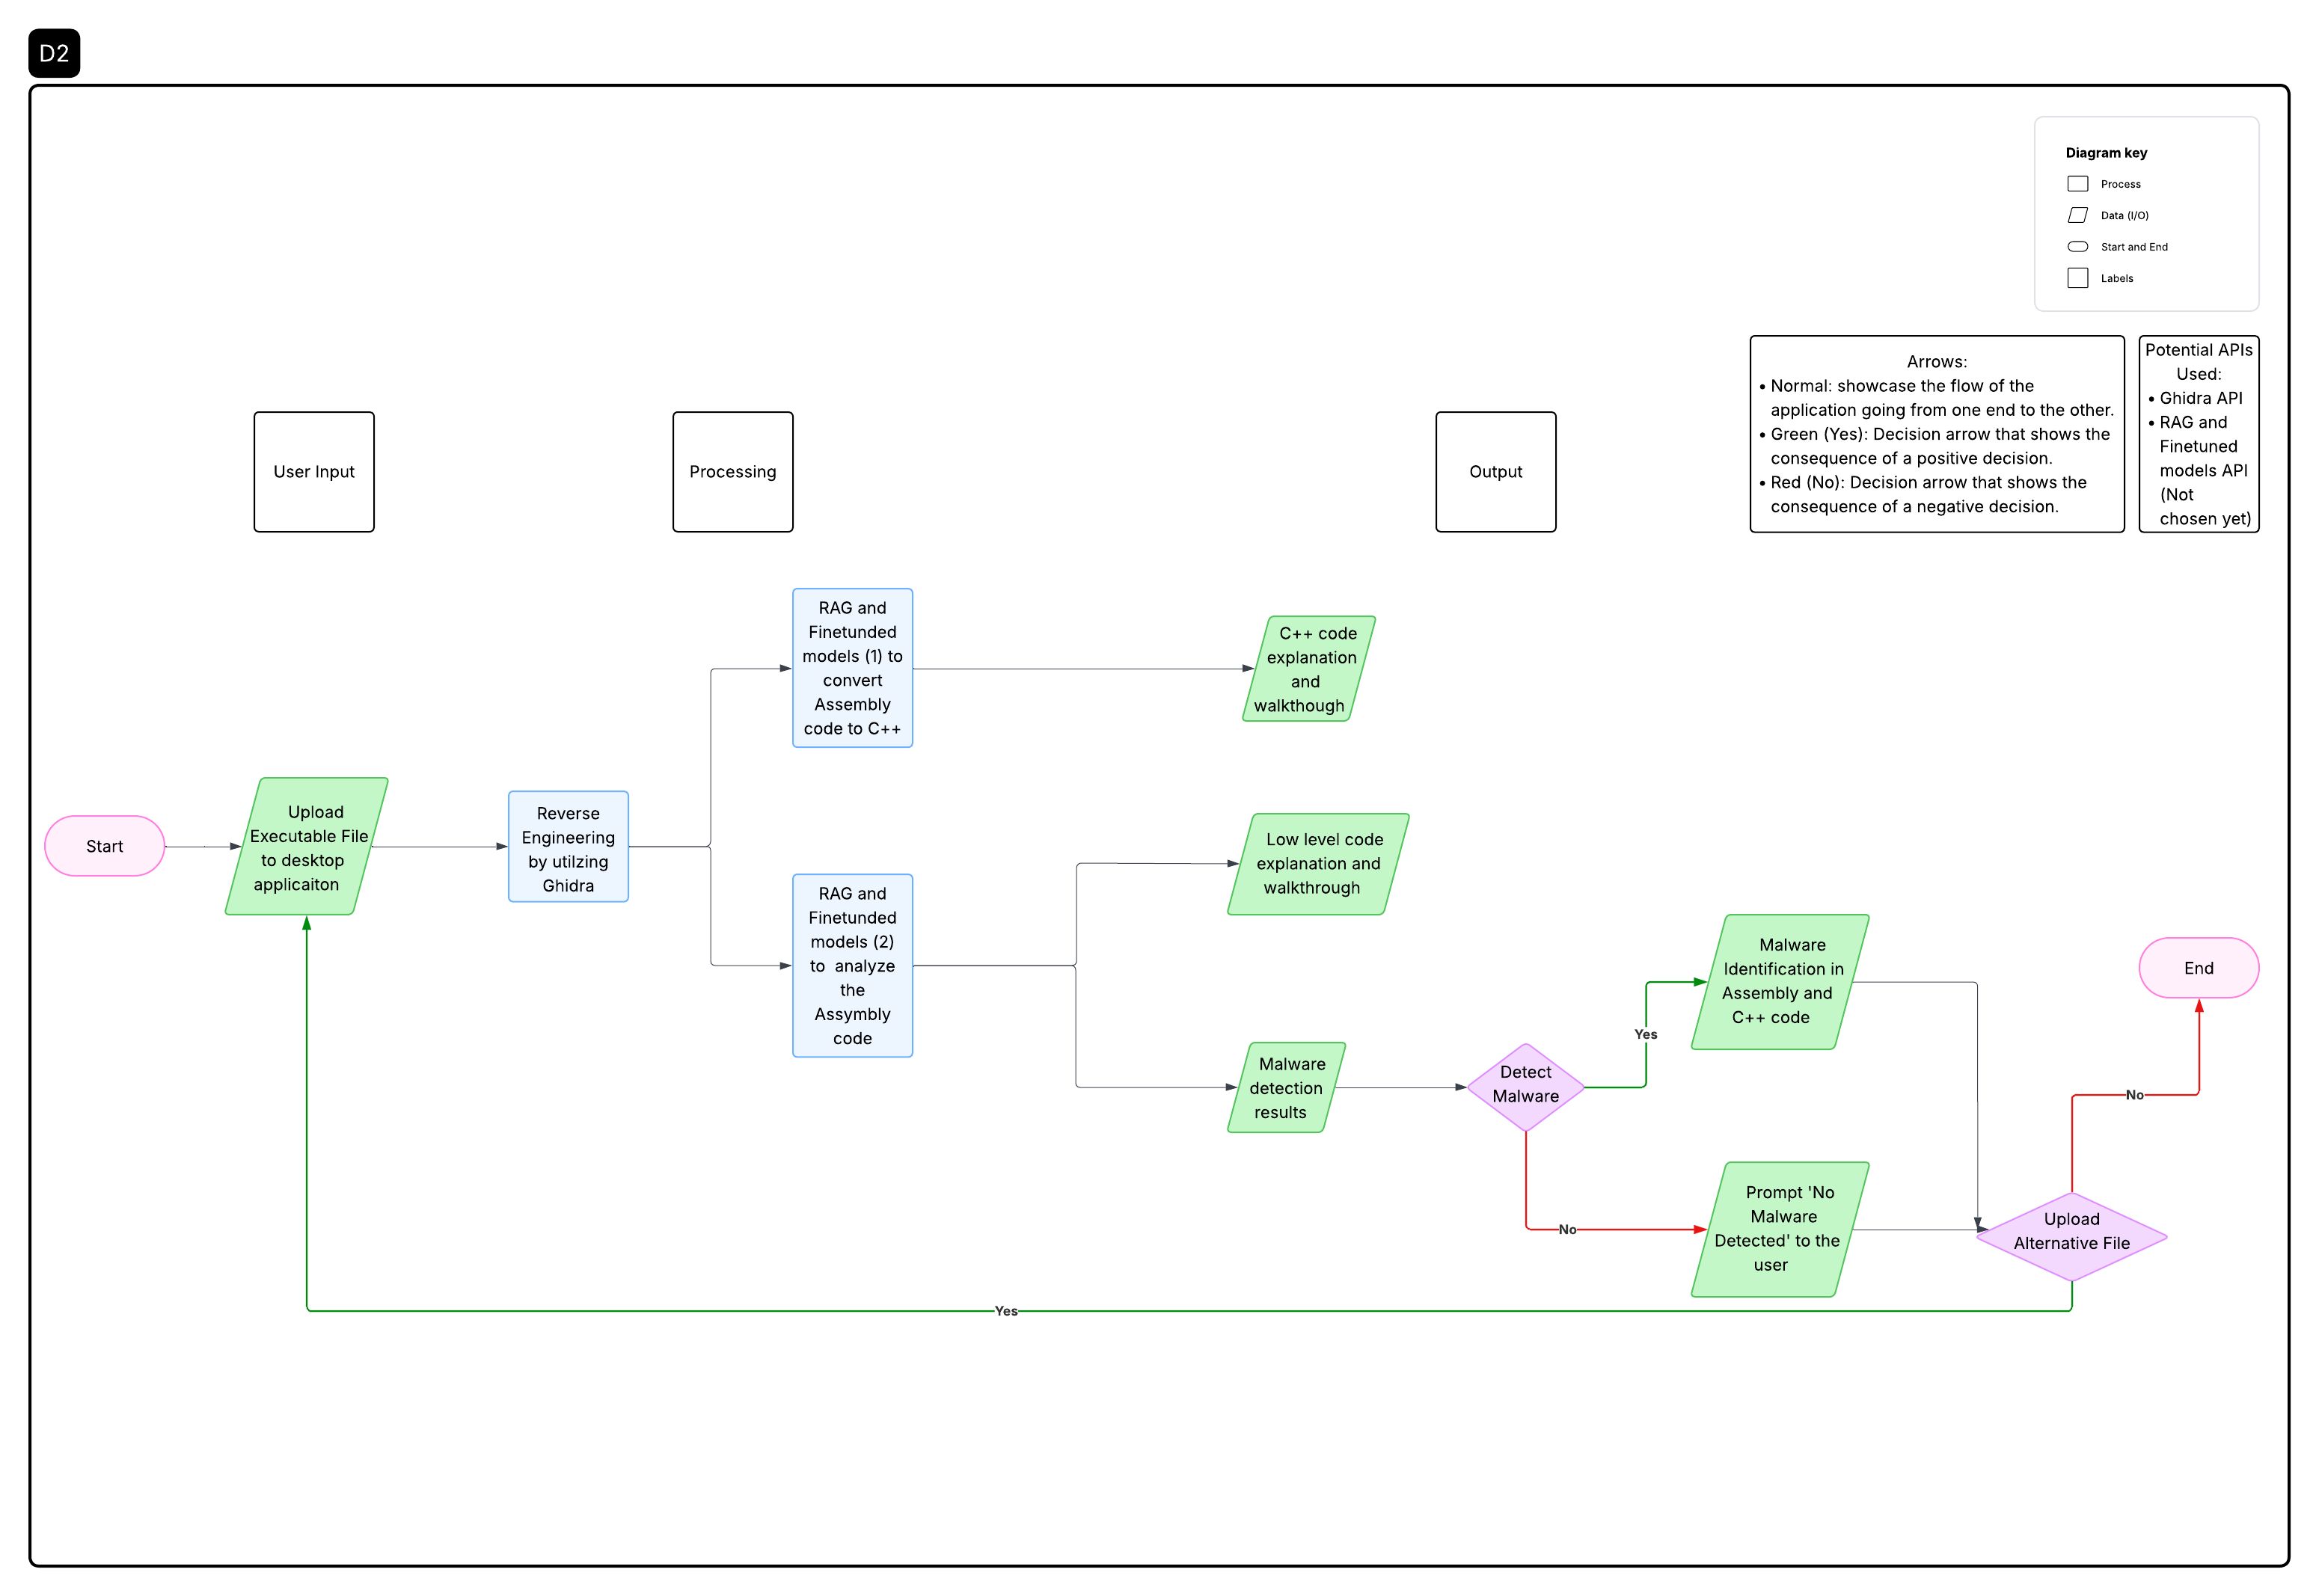 D2
Diagram key
Process
Data (I/O)
Start and End
Labels
Arrows:
• Normal: showcase the flow of the
application going from one end to the other.
• Green (Yes): Decision arrow that shows the
consequence of a positive decision.
• Red (No): Decision arrow that shows the
consequence of a negative decision.
Potential APIs
Used:
• Ghidra API
• RAG and
Finetuned
models API
(Not
chosen yet)
User Input
Processing
Output
Start
Upload
Executable File
to desktop
applicaiton
Reverse
Engineering
by utilzing
Ghidra
RAG and
Finetunded
models (1) to
convert
Assembly
code to C++
C++ code
explanation
and
walkthough
RAG and
Finetunded
models (2)
to analyze
the
Assymbly
code
Low level code
explanation and
walkthrough
Malware
detection
results
Detect
Malware
Yes
Malware
Identification in
Assembly and
C++ code
No
Prompt 'No
Malware
Detected' to the
user
Upload
Alternative File
No
End
Yes